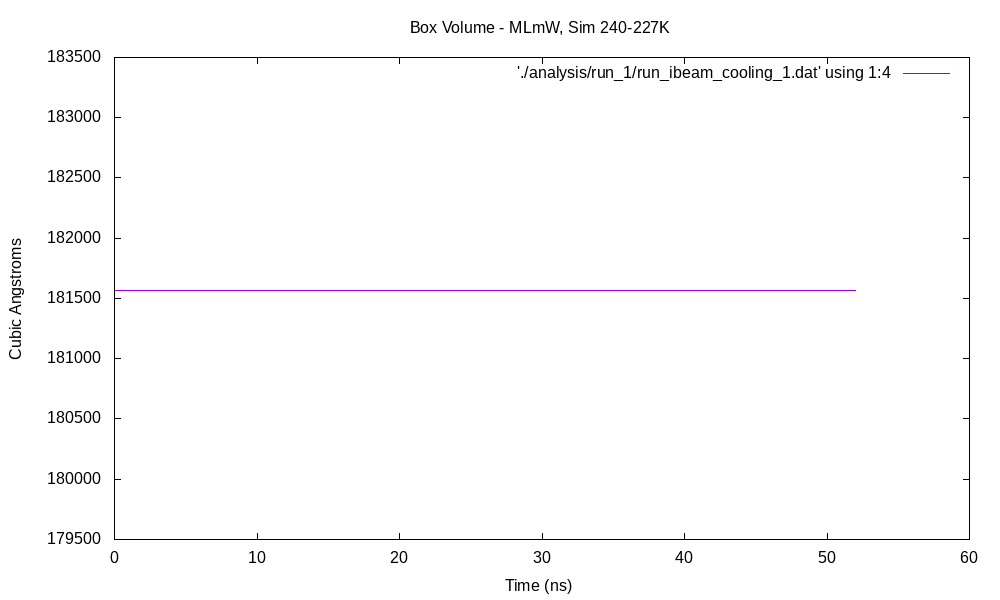 Box Volume - MLmW, Sim 240-227K
'./analysis/run_1/run_ibeam_cooling_1.dat' using 1:4
183500
183000
182500
182000
181500
181000
180500
180000
179500
Cubic Angstroms
0 10 20 30 40 50 60
Time (ns)